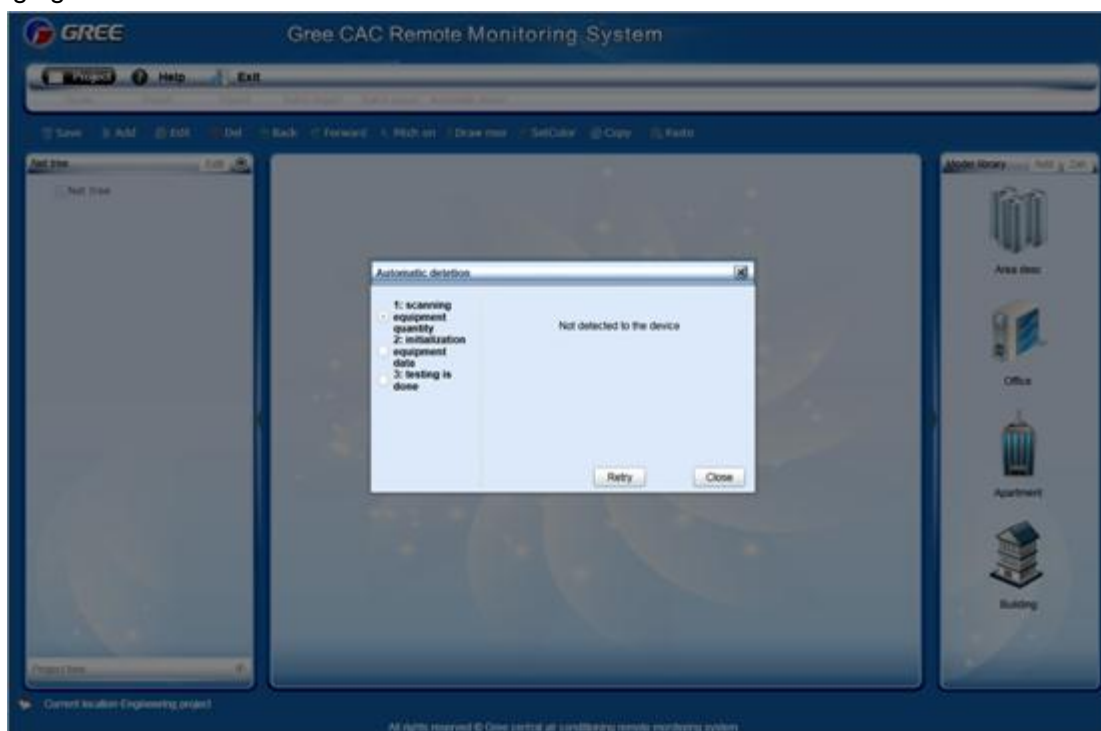 GREE
Gree CAC Remote Monitoring System
Project Help Exit
Save Add Edit Del Back Forward Pitch on Draw mov SetColor Copy Paste
Net tree Edit
Net tree
Model library Add Del
Area desc
Office
Apartment
Building
Automatic detetion
1: scanning
equipment
quantity
2: initialization
equipment
data
3: testing is
done
Not detected to the device
Retry Close
Project tree
Current location:Engineering project
All rights reserved © Gree central air conditioning remote monitoring system